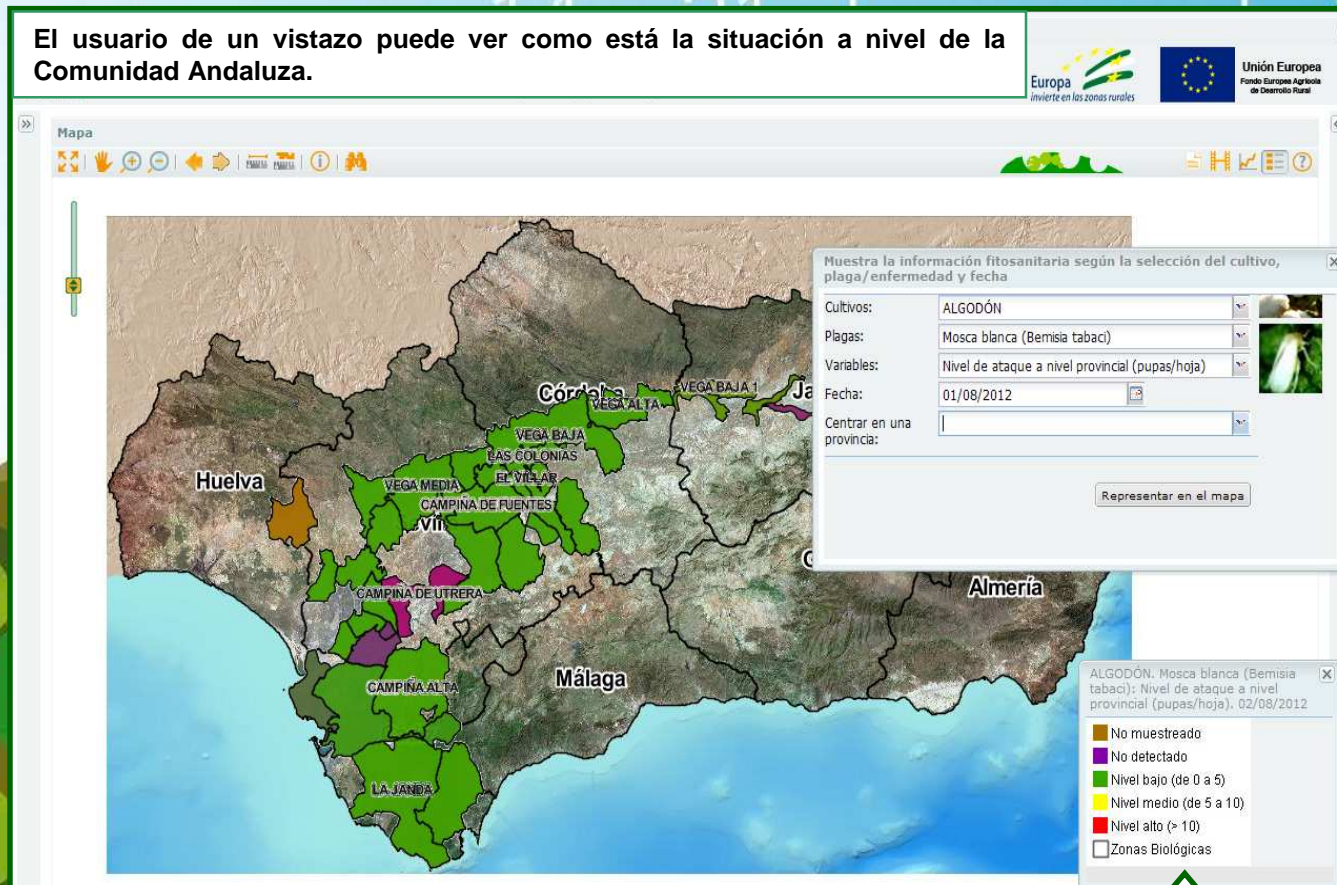 El usuario de un vistazo puede ver como está la situación a nivel de la
Comunidad Andaluza.
Europa
invierte en las zonas rurales
Unión Europea
Fondo Europeo Agrícola
de Desarrollo Rural
Mapa
Muestra la información fitosanitaria según la selección del cultivo,
plaga/enfermedad y fecha
Cultivos:
ALGODÓN
Plagas:
Mosca blanca (Bemisia tabaci)
Variables:
Nivel de ataque a nivel provincial (pupas/hoja)
Fecha:
01/08/2012
Centrar en una
provincia:
Representar en el mapa
Córdoba
VEGA BAJA 1
Ja
VEGA ALTA
VEGA BAJA
LAS COLONIAS
Huelva
VEGA MEDIA
EL VILLAR
CAMPIÑA DE FUENTES
CAMPIÑA DE UTRERA
Almería
CAMPIÑA ALTA
Málaga
LA JANDA
ALGODÓN. Mosca blanca (Bemisia
tabaci): Nivel de ataque a nivel
provincial (pupas/hoja). 02/08/2012
No muestreado
No detectado
Nivel bajo (de 0 a 5)
Nivel medio (de 5 a 10)
Nivel alto (> 10)
Zonas Biológicas